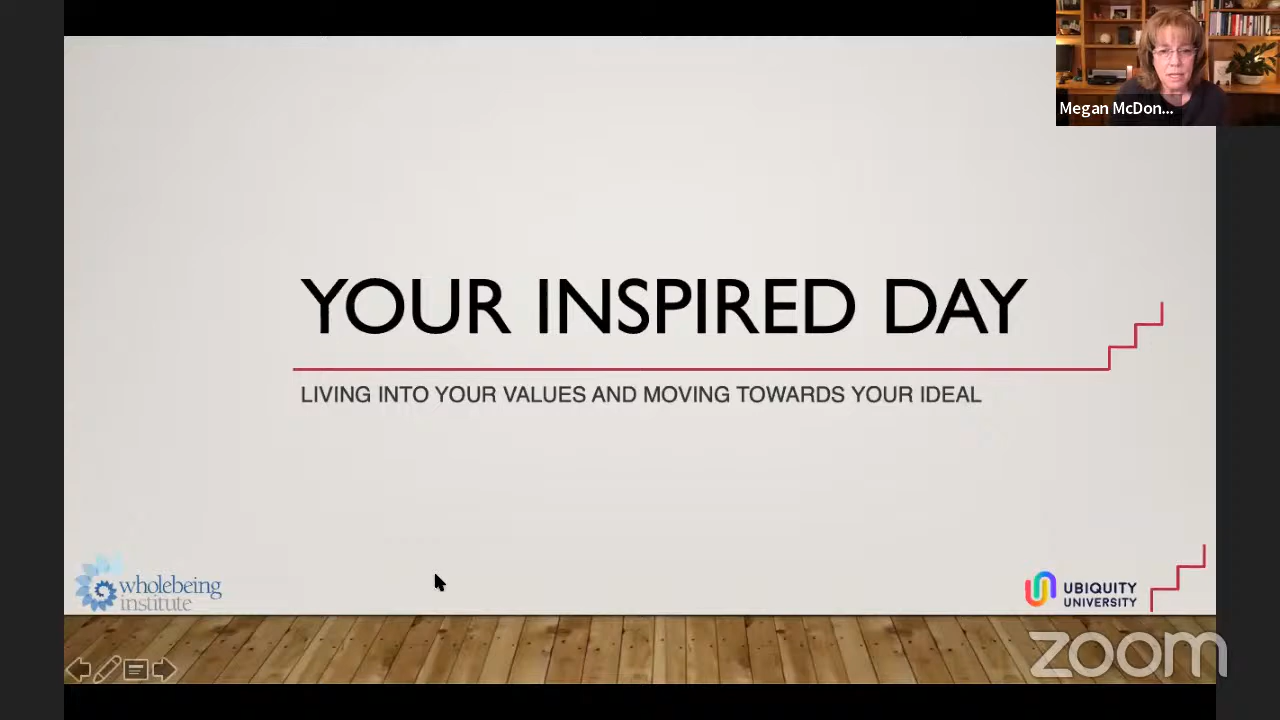 Megan McDon...
YOUR INSPIRED DAY
LIVING INTO YOUR VALUES AND MOVING TOWARDS YOUR IDEAL
wholebeing
institute
UBIQUITY
UNIVERSITY
zoom